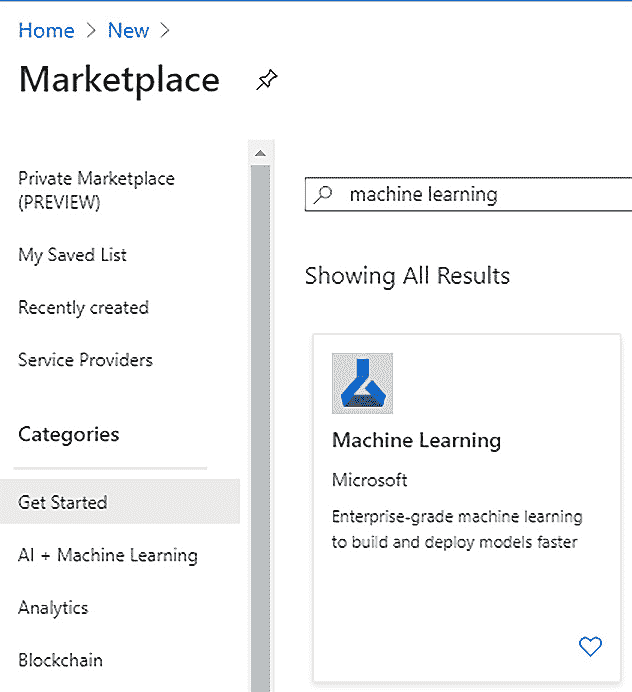 Home > New >
Marketplace
Private Marketplace
(PREVIEW)
My Saved List
Recently created
Service Providers
Categories
Get Started
AI + Machine Learning
Analytics
Blockchain
machine learning
Showing All Results
Machine Learning
Microsoft
Enterprise-grade machine learning
to build and deploy models faster